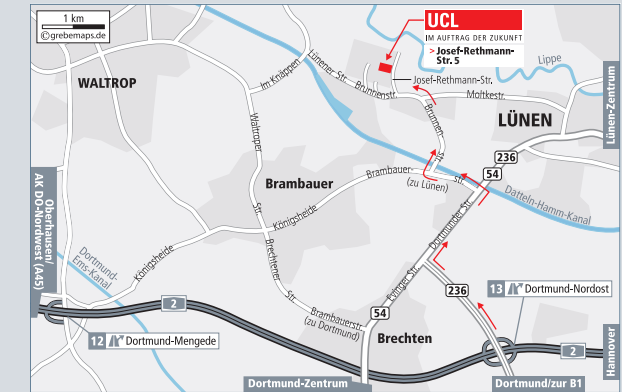 1 km
©grebemaps.de
UCL
IM AUFTRAG DER ZUKUNFT
> Josef-Rethmann-
Str. 5
Lippe
WALTROP
Im Knäppen
Lünener Str.
Brunnenstr.
Josef-Rethmann-Str.
Moltkestr.
Lünen-Zentrum
LÜNEN
Brunnen-
str.
Waltroper
Str.
236
54
Brambauer
Brambauer
str.
(zu Lünen)
Datteln-Hamm-Kanal
Oberhausen/
AK DO-Nordwest (A45)
Königsheide
Königsheide
Dortmunder Str.
Brechtener
Str.
Dortmund-
Ems-Kanal
Evinger Str.
236
13 Dortmund-Nordost
2
54
Brambauerstr.
(zu Dortmund)
12 Dortmund-Mengede
Brechten
2
Hannover
Dortmund-Zentrum
Dortmund/zur B1